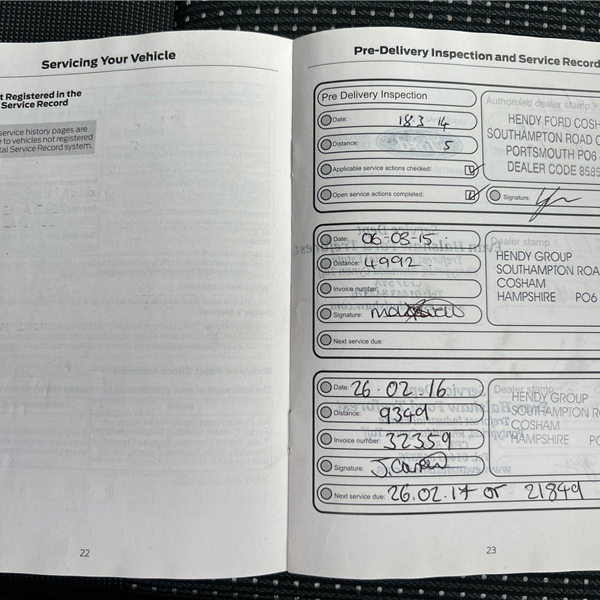 Servicing Your Vehicle
t Registered in the
Service Record
service history pages are
e to vehicles not registered
tal Service Record system.
22
Pre-Delivery Inspection and Service Record
Pre Delivery Inspection
Date: 18.3.14
Distance: 5
Applicable service actions checked:
Open service actions completed:
Authorised dealer stamp
HENDY FORD COSH
SOUTHAMPTON ROAD C
PORTSMOUTH PO6
DEALER CODE 8585
Signature:
Date: 06-03-15
Distance: 4992
Invoice number:
Signature:
Next service due:
Dealer stamp
HENDY GROUP
SOUTHAMPTON ROA
COSHAM
HAMPSHIRE PO6
Date: 26.02.16
Distance: 9349
Invoice number: 32359
Signature: J. Carpen
Next service due: 26.02.17 or 21849
Dealer stamp
HENDY GROUP
SOUTHAMPTON R
COSHAM
HAMPSHIRE PO
23